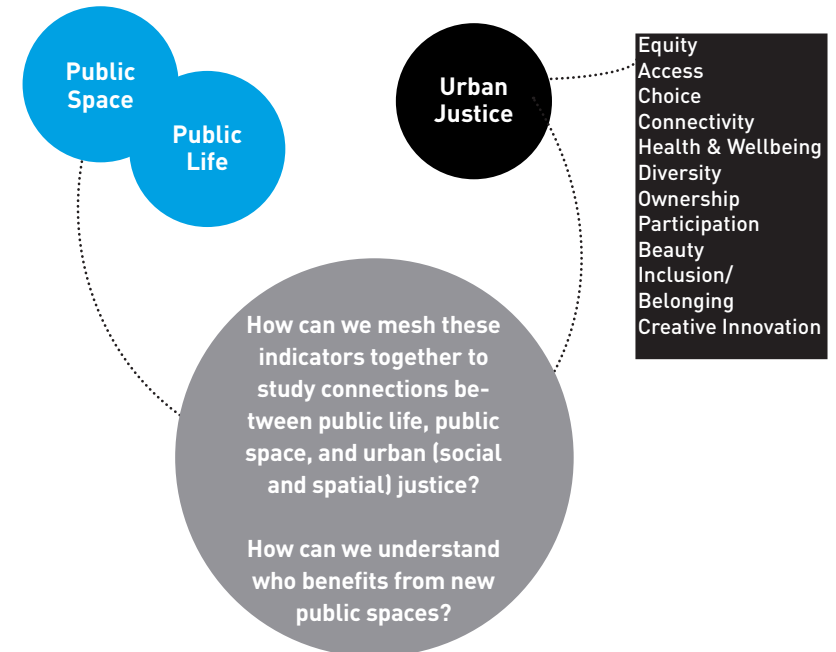 Public
Space
Public
Life
Urban
Justice
Equity
Access
Choice
Connectivity
Health & Wellbeing
Diversity
Ownership
Participation
Beauty
Inclusion/
Belonging
Creative Innovation
How can we mesh these
indicators together to
study connections be-
tween public life, public
space, and urban (social
and spatial) justice?
How can we understand
who benefits from new
public spaces?